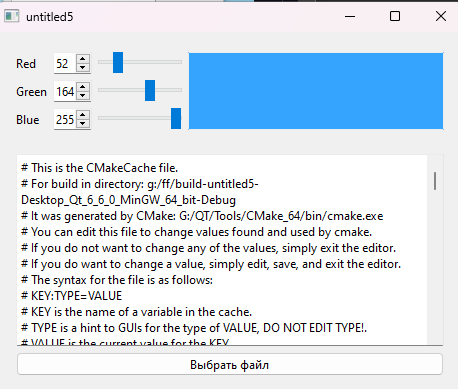 untitled5
Red 52
Green 164
Blue 255
# This is the CMakeCache file.
# For build in directory: g:/ff/build-untitled5-
Desktop_Qt_6_6_0_MinGW_64_bit-Debug
# It was generated by CMake: G:/QT/Tools/CMake_64/bin/cmake.exe
# You can edit this file to change values found and used by cmake.
# If you do not want to change any of the values, simply exit the editor.
# If you do want to change a value, simply edit, save, and exit the editor.
# The syntax for the file is as follows:
# KEY:TYPE=VALUE
# KEY is the name of a variable in the cache.
# TYPE is a hint to GUIs for the type of VALUE, DO NOT EDIT TYPE!.
# VALUE is the current value for the KEY
Выбрать файл